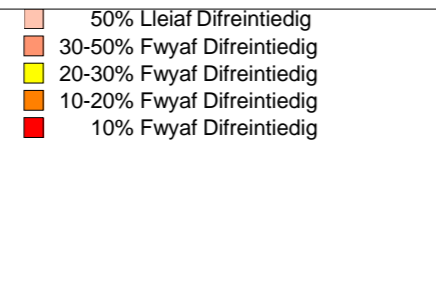 50% Lleiaf Difreintiedig
30-50% Fwyaf Difreintiedig
20-30% Fwyaf Difreintiedig
10-20% Fwyaf Difreintiedig
10% Fwyaf Difreintiedig